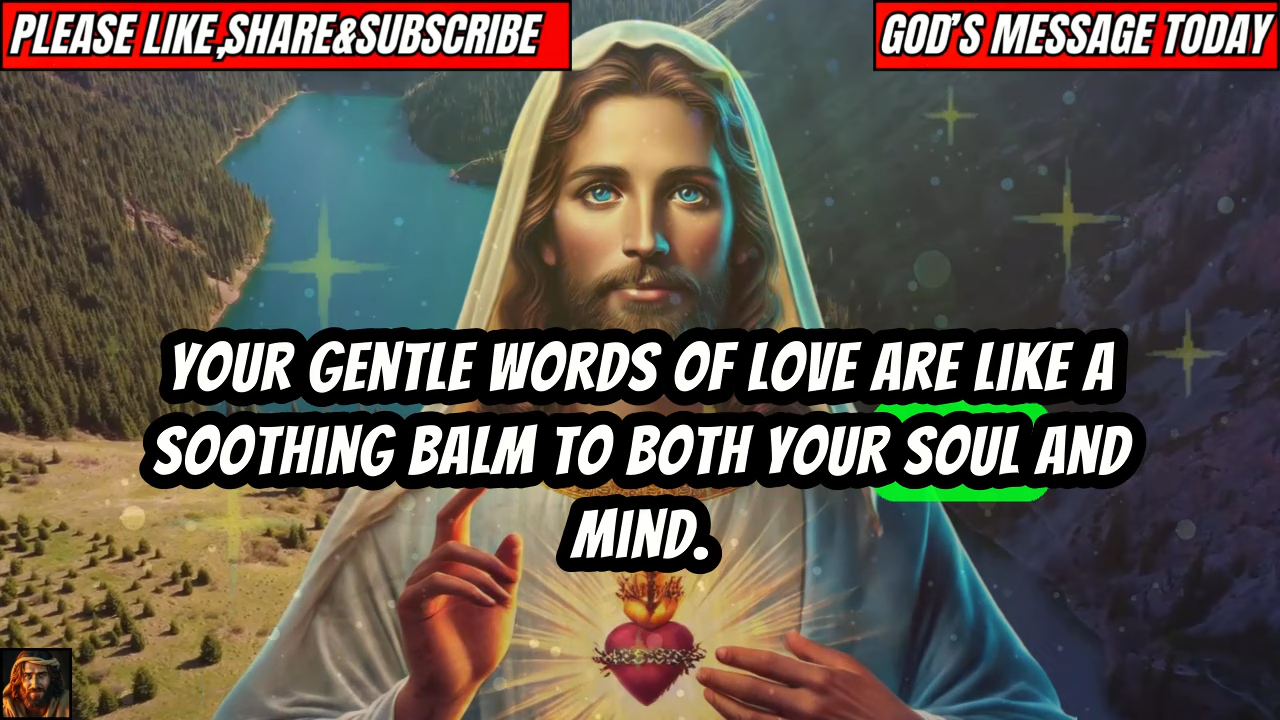 PLEASE LIKE,SHARE&SUBSCRIBE
GOD'S MESSAGE TODAY
YOUR GENTLE WORDS OF LOVE ARE LIKE A
SOOTHING BALM TO BOTH YOUR SOUL AND
MIND.